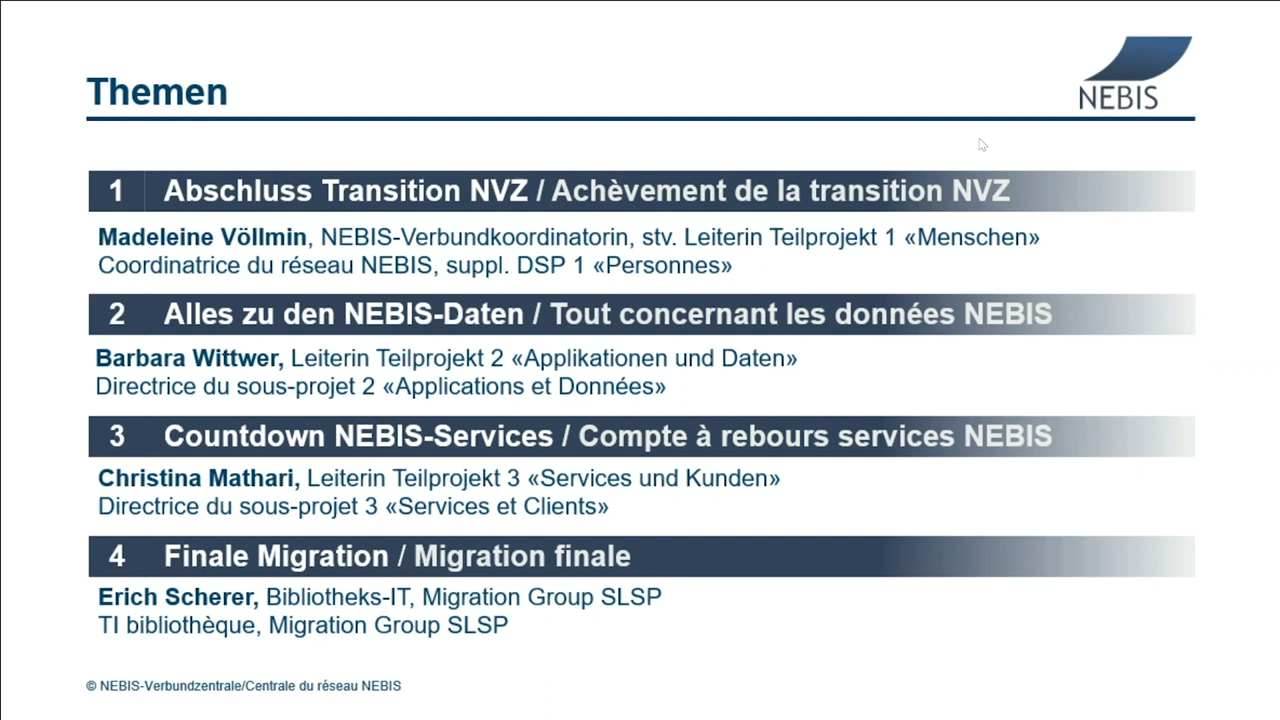 Themen
NEBIS
1 Abschluss Transition NVZ / Achèvement de la transition NVZ
Madeleine Völlmin, NEBIS-Verbundkoordinatorin, stv. Leiterin Teilprojekt 1 «Menschen»
Coordinatrice du réseau NEBIS, suppl. DSP 1 «Personnes»
2 Alles zu den NEBIS-Daten / Tout concernant les données NEBIS
Barbara Wittwer, Leiterin Teilprojekt 2 «Applikationen und Daten»
Directrice du sous-projet 2 «Applications et Données»
3 Countdown NEBIS-Services / Compte à rebours services NEBIS
Christina Mathari, Leiterin Teilprojekt 3 «Services und Kunden»
Directrice du sous-projet 3 «Services et Clients»
4 Finale Migration / Migration finale
Erich Scherer, Bibliotheks-IT, Migration Group SLSP
TI bibliothèque, Migration Group SLSP
© NEBIS-Verbundzentrale/Centrale du réseau NEBIS